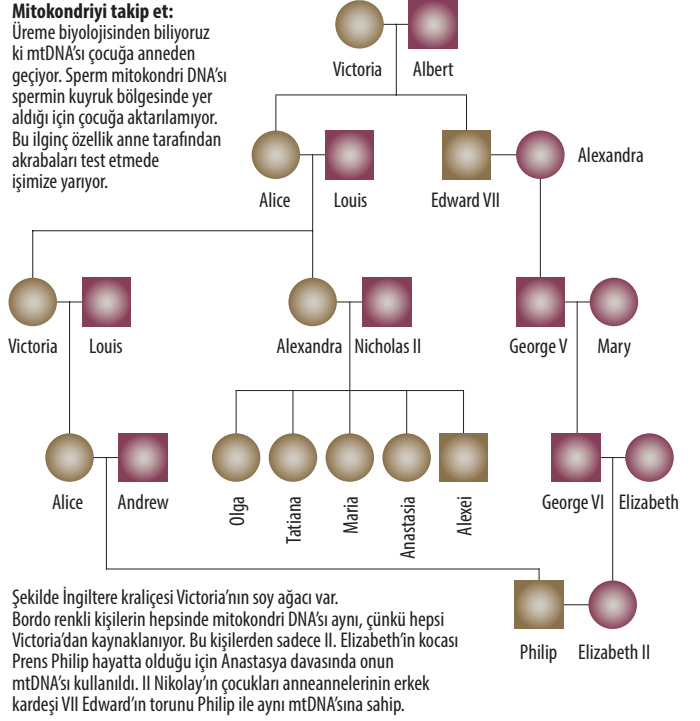 Mitokondriyi takip et:
Üreme biyolojisinden biliyoruz
ki mtDNA’sı çocuğa anneden
geçiyor. Sperm mitokondri DNA’sı
spermin kuyruk bölgesinde yer
aldığı için çocuğa aktarılamıyor.
Bu ilginç özellik anne tarafından
akrabaları test etmede
işimize yarıyor.
Victoria
Albert
Alice
Louis
Edward VII
Alexandra
Victoria
Louis
Alexandra
Nicholas II
George V
Mary
Alice
Andrew
Olga
Tatiana
Maria
Anastasia
Alexei
George VI
Elizabeth
Philip
Elizabeth II
Şekilde İngiltere kraliçesi Victoria’nın soy ağacı var.
Bordo renkli kişilerin hepsinde mitokondri DNA’sı aynı, çünkü hepsi
Victoria’dan kaynaklanıyor. Bu kişilerden sadece II. Elizabeth’in kocası
Prens Philip hayatta olduğu için Anastasya davasında onun
mtDNA’sı kullanıldı. II Nikolay’ın çocukları anneannelerinin erkek
kardeşi VII Edward’ın torunu Philip ile aynı mtDNA’sına sahip.